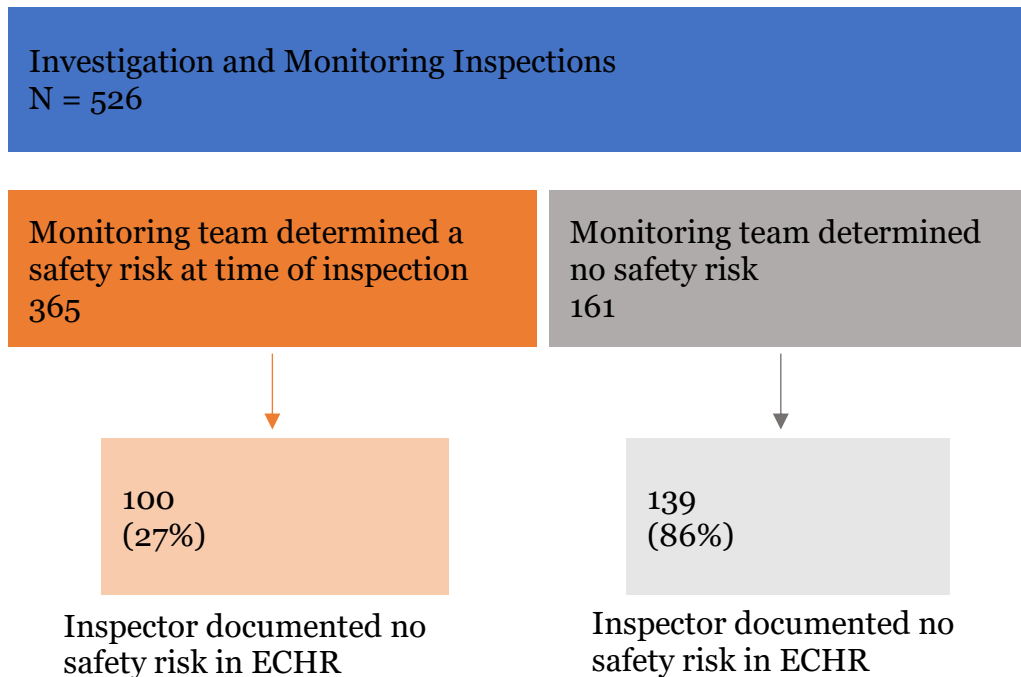 Investigation and Monitoring Inspections
N = 526
Monitoring team determined a
safety risk at time of inspection
365
Monitoring team determined
no safety risk
161
100
(27%)
139
(86%)
Inspector documented no
safety risk in ECHR
Inspector documented no
safety risk in ECHR